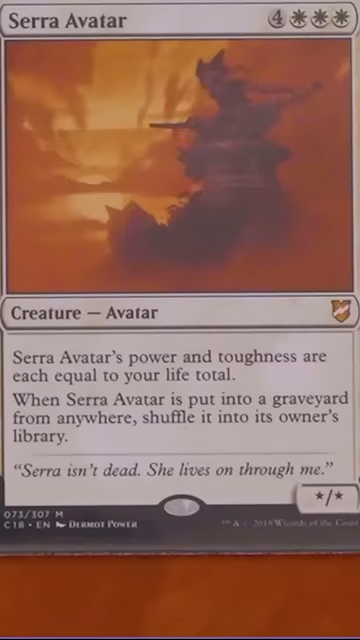 Serra Avatar 4
Creature — Avatar
Serra Avatar's power and toughness are
each equal to your life total.
When Serra Avatar is put into a graveyard
from anywhere, shuffle it into its owner's
library.
"Serra isn't dead. She lives on through me."
*/*
073/307 M
C18 • EN DERMOT POWER
™ & © 2018 Wizards of the Coast